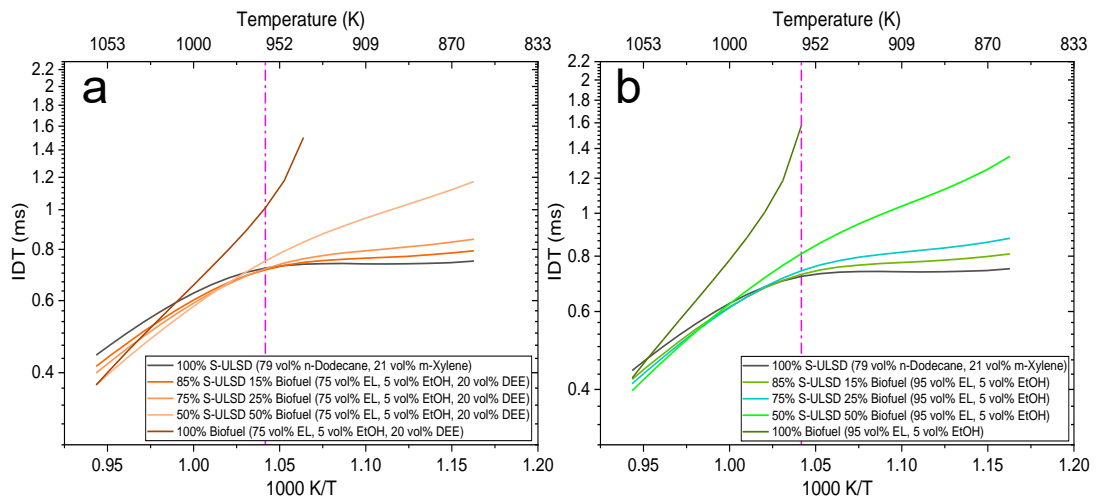 Temperature (K)
1053 1000 952 909 870 833
a
2.2
2
1.8
1.6
1.4
1.2
1
0.8
0.6
0.4
IDT (ms)
100% S-ULSD (79 vol% n-Dodecane, 21 vol% m-Xylene)
85% S-ULSD 15% Biofuel (75 vol% EL, 5 vol% EtOH, 20 vol% DEE)
75% S-ULSD 25% Biofuel (75 vol% EL, 5 vol% EtOH, 20 vol% DEE)
50% S-ULSD 50% Biofuel (75 vol% EL, 5 vol% EtOH, 20 vol% DEE)
100% Biofuel (75 vol% EL, 5 vol% EtOH, 20 vol% DEE)
0.95 1.00 1.05 1.10 1.15 1.20
1000 K/T
Temperature (K)
1053 1000 952 909 870 833
b
2.2
2
1.8
1.6
1.4
1.2
1
0.8
0.6
0.4
IDT (ms)
100% S-ULSD (79 vol% n-Dodecane, 21 vol% m-Xylene)
85% S-ULSD 15% Biofuel (95 vol% EL, 5 vol% EtOH)
75% S-ULSD 25% Biofuel (95 vol% EL, 5 vol% EtOH)
50% S-ULSD 50% Biofuel (95 vol% EL, 5 vol% EtOH)
100% Biofuel (95 vol% EL, 5 vol% EtOH)
0.95 1.00 1.05 1.10 1.15 1.20
1000 K/T